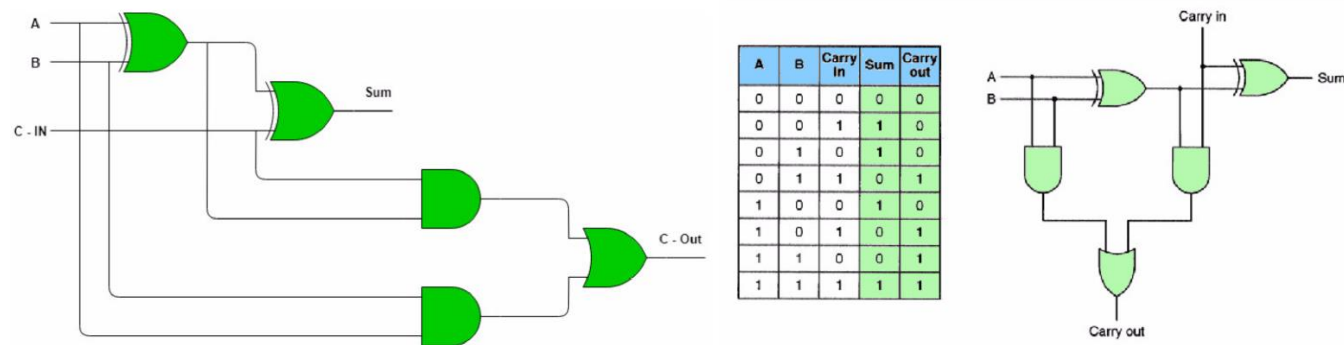 A
B
Sum
C - IN
C - Out
A B Carry in Sum Carry out
0 0 0 0 0
0 0 1 1 0
0 1 0 1 0
0 1 1 0 1
1 0 0 1 0
1 0 1 0 1
1 1 0 0 1
1 1 1 1 1
Carry in
A
B
Sum
Carry out